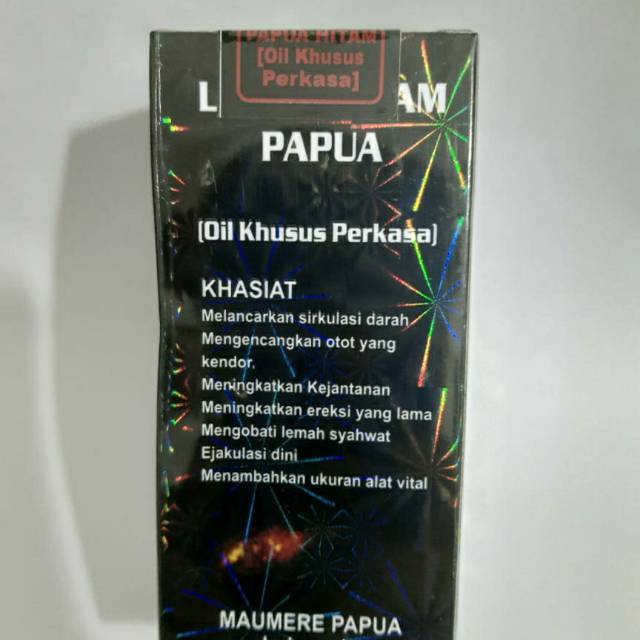 PAPUA HITAM
[Oil Khusus
Perkasa]
L AM
PAPUA
(Oil Khusus Perkasa)
KHASIAT
Melancarkan sirkulasi darah
Mengencangkan otot yang
kendor.
Meningkatkan Kejantanan
Meningkatkan ereksi yang lama
Mengobati lemah syahwat
Ejakulasi dini
Menambahkan ukuran alat vital
MAUMERE PAPUA